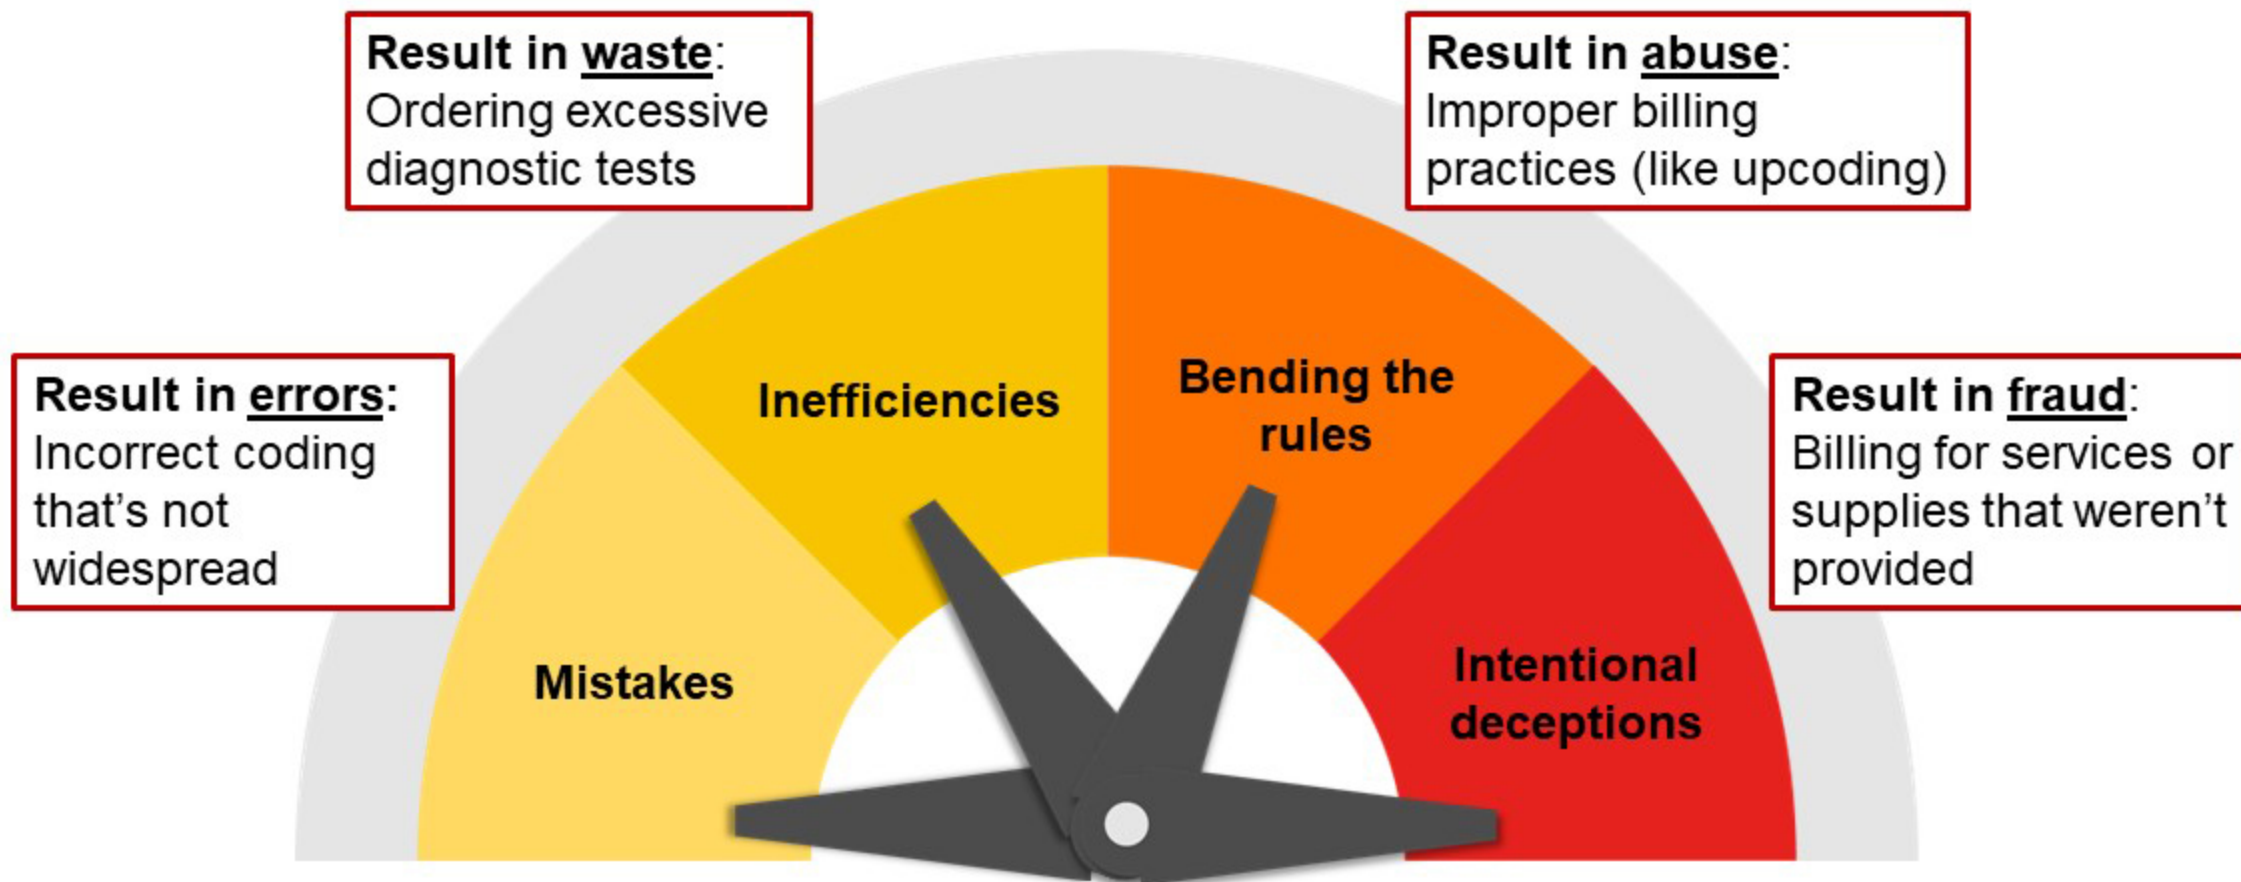 Result in waste:
Ordering excessive
diagnostic tests
Result in abuse:
Improper billing
practices (like upcoding)
Result in errors:
Incorrect coding
that’s not
widespread
Inefficiencies
Bending the
rules
Result in fraud:
Billing for services or
supplies that weren’t
provided
Mistakes
Intentional
deceptions